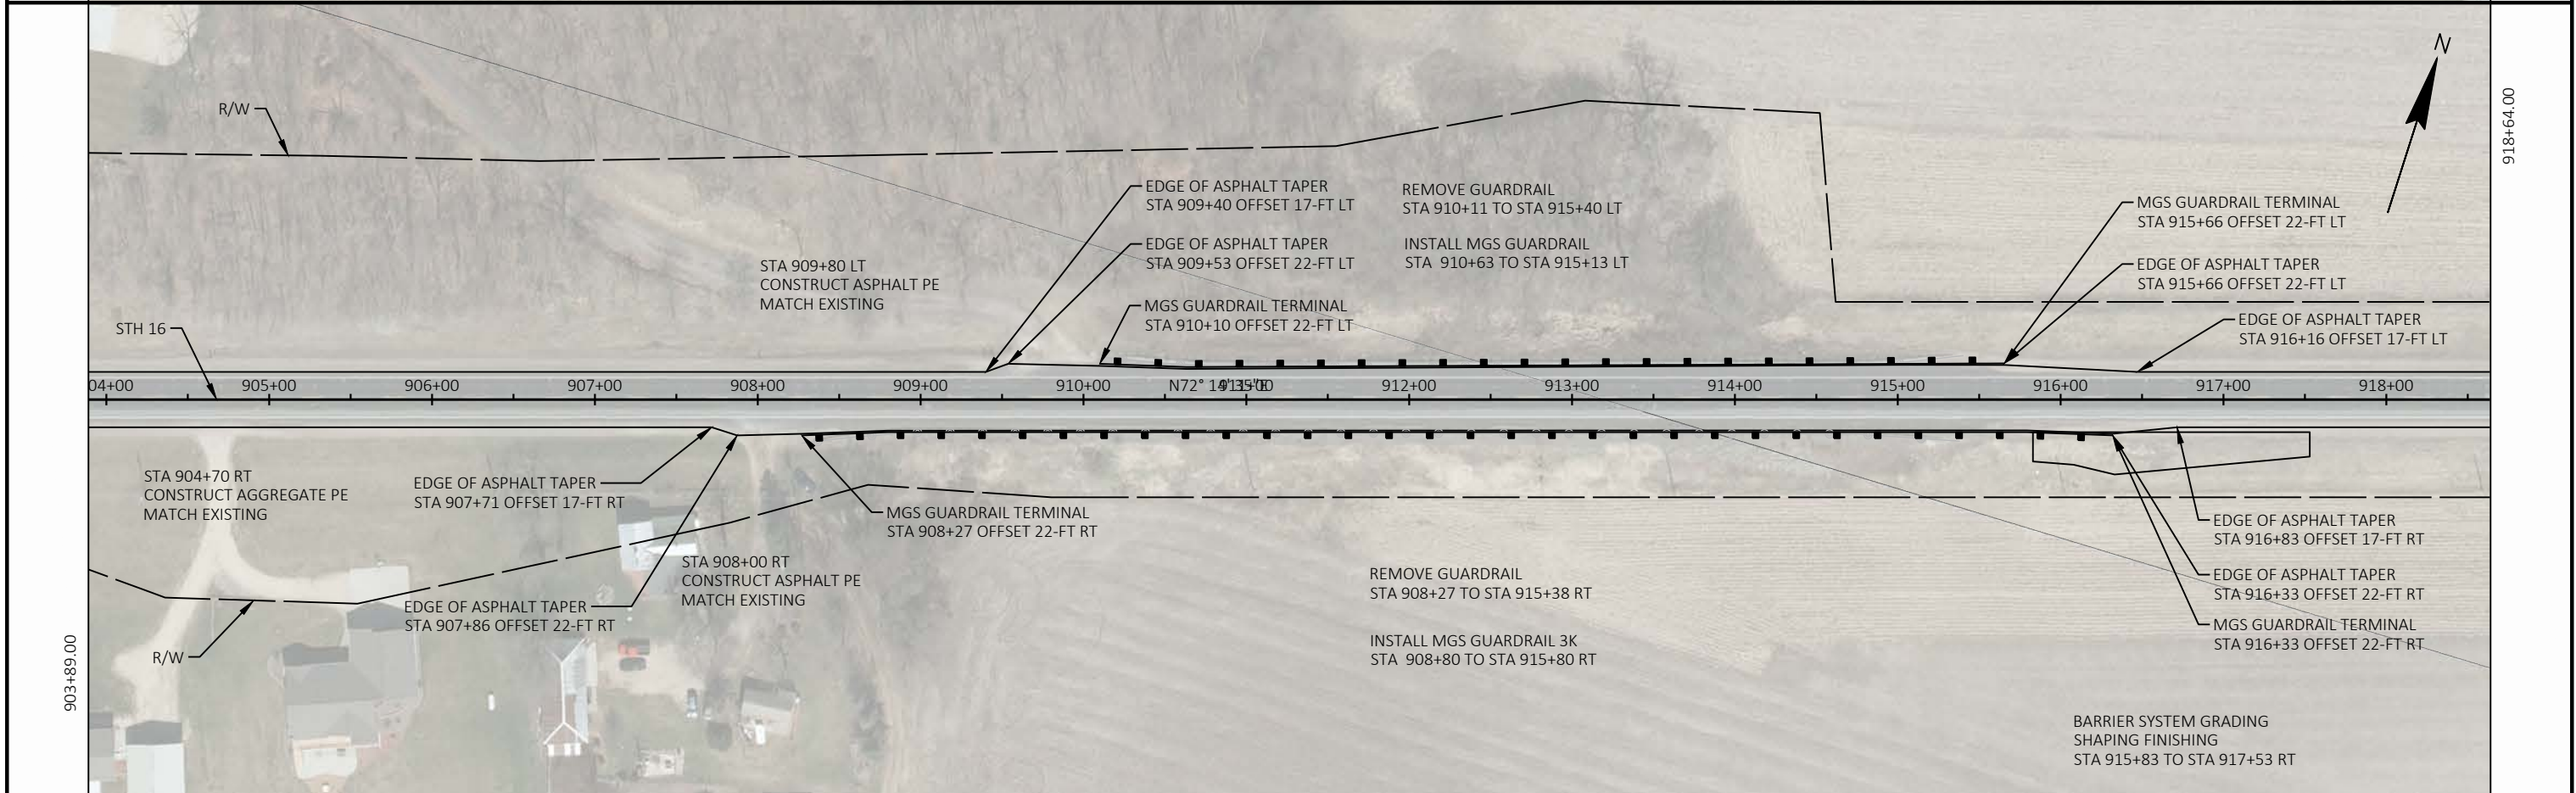 N
918+64.00
R/W
EDGE OF ASPHALT TAPER
STA 909+40 OFFSET 17-FT LT
REMOVE GUARDRAIL
STA 910+11 TO STA 915+40 LT
MGS GUARDRAIL TERMINAL
STA 915+66 OFFSET 22-FT LT
EDGE OF ASPHALT TAPER
STA 909+53 OFFSET 22-FT LT
INSTALL MGS GUARDRAIL
STA 910+63 TO STA 915+13 LT
STA 909+80 LT
CONSTRUCT ASPHALT PE
MATCH EXISTING
EDGE OF ASPHALT TAPER
STA 915+66 OFFSET 22-FT LT
MGS GUARDRAIL TERMINAL
STA 910+10 OFFSET 22-FT LT
EDGE OF ASPHALT TAPER
STA 916+16 OFFSET 17-FT LT
STH 16
04+00 905+00 906+00 907+00 908+00 909+00 910+00 912+00 913+00 914+00 915+00 916+00 917+00 918+00
STA 904+70 RT
CONSTRUCT AGGREGATE PE
MATCH EXISTING
EDGE OF ASPHALT TAPER
STA 907+71 OFFSET 17-FT RT
MGS GUARDRAIL TERMINAL
STA 908+27 OFFSET 22-FT RT
EDGE OF ASPHALT TAPER
STA 916+83 OFFSET 17-FT RT
STA 908+00 RT
CONSTRUCT ASPHALT PE
MATCH EXISTING
REMOVE GUARDRAIL
STA 908+27 TO STA 915+38 RT
EDGE OF ASPHALT TAPER
STA 916+33 OFFSET 22-FT RT
EDGE OF ASPHALT TAPER
STA 907+86 OFFSET 22-FT RT
MGS GUARDRAIL TERMINAL
STA 916+33 OFFSET 22-FT RT
R/W
INSTALL MGS GUARDRAIL 3K
STA 908+80 TO STA 915+80 RT
903+89.00
BARRIER SYSTEM GRADING
SHAPING FINISHING
STA 915+83 TO STA 917+53 RT